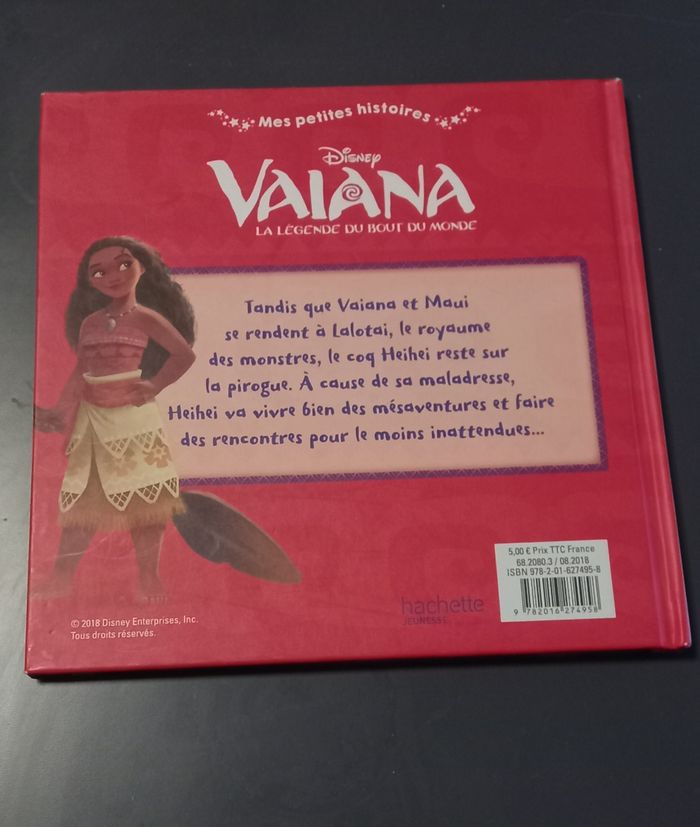 Mes petites histoires
Disney
VAIANA
LA LÉGENDE DU BOUT DU MONDE
Tandis que Vaiana et Maui
se rendent à Lalotai, le royaume
des monstres, le coq Heihei reste sur
la pirogue. À cause de sa maladresse,
Heihei va vivre bien des mésaventures et faire
des rencontres pour le moins inattendues...
5,00 € Prix TTC France
68.2080.3 / 08.2018
ISBN 978-2-01-627495-8
9 782016 274958
hachette
JEUNESSE
© 2018 Disney Enterprises, Inc.
Tous droits réservés.